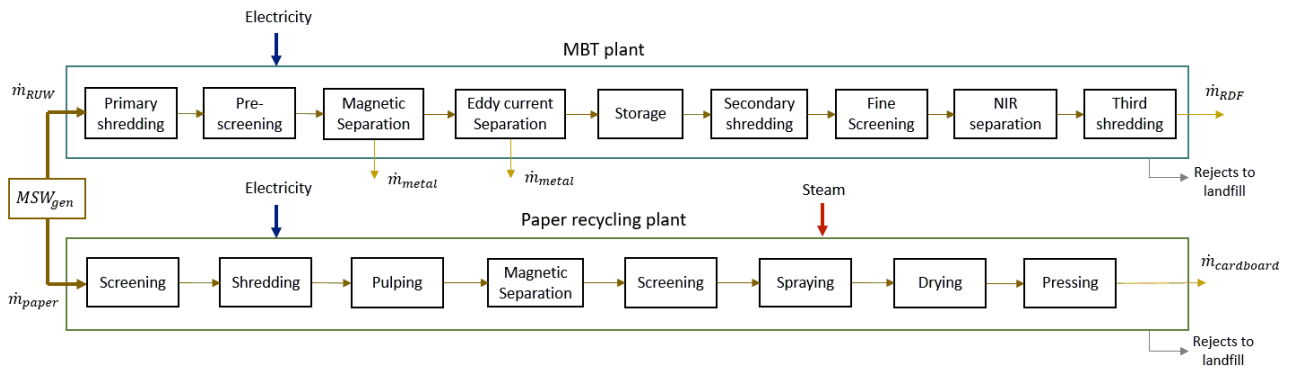 Electricity
MBT plant
ṁ_RUW
Primary
shredding
Pre-
screening
Magnetic
Separation
Eddy current
Separation
Storage
Secondary
shredding
Fine
Screening
NIR
separation
Third
shredding
ṁ_RDF
ṁ_metal
ṁ_metal
Rejects to
landfill
MSW_gen
Electricity
Steam
Paper recycling plant
ṁ_paper
Screening
Shredding
Pulping
Magnetic
Separation
Screening
Spraying
Drying
Pressing
ṁ_cardboard
Rejects to
landfill